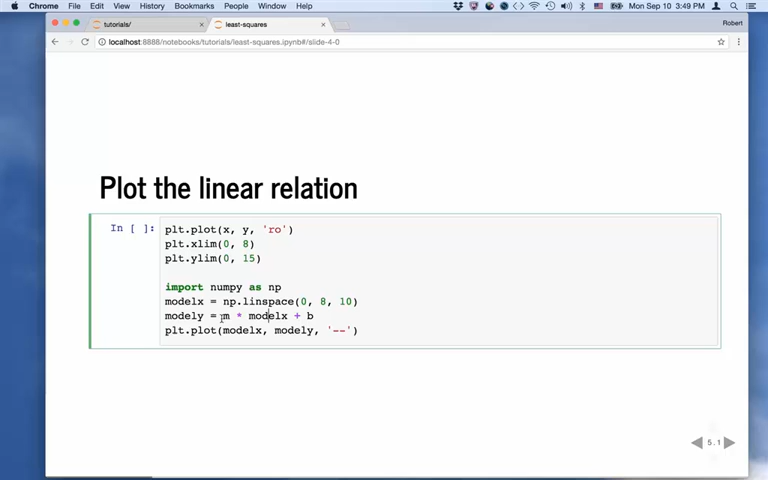 Chrome File Edit View History Bookmarks People Window Help Mon Sep 10 3:49 PM
tutorials/ least-squares Robert
localhost:8888/notebooks/tutorials/least-squares.ipynb#/slide-4-0
Plot the linear relation
In [ ]: plt.plot(x, y, 'ro')
plt.xlim(0, 8)
plt.ylim(0, 15)
import numpy as np
modelx = np.linspace(0, 8, 10)
modely = m * modelx + b
plt.plot(modelx, modely, '--')
5.1